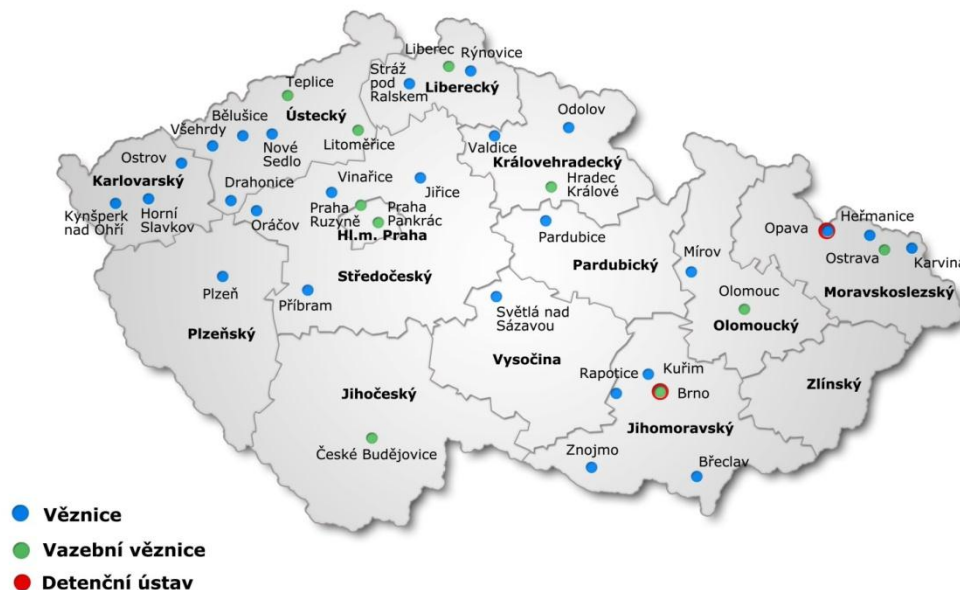 Liberec
Rýnovice
Stráž
pod
Ralskem
Liberecký
Teplice
Ústecký
Bělušice
Všehrdy
Nové
Sedlo
Litoměřice
Odolov
Valdice
Královehradecký
Hradec
Králové
Ostrov
Karlovarský
Kynšperk
nad Ohří
Horní
Slavkov
Drahonice
Oráčov
Vinařice
Jiřice
Praha
Ruzyně
Praha
Pankrác
Hl.m. Praha
Středočeský
Pardubice
Pardubický
Opava
Heřmanice
Ostrava
Karviná
Moravskoslezský
Mírov
Olomouc
Olomoucký
Plzeň
Plzeňský
Příbram
Světlá nad
Sázavou
Vysočina
Zlínský
Rapotice
Kuřim
Brno
Jihomoravský
Jihočeský
České Budějovice
Znojmo
Břeclav
Věznice
Vazební věznice
Detenční ústav